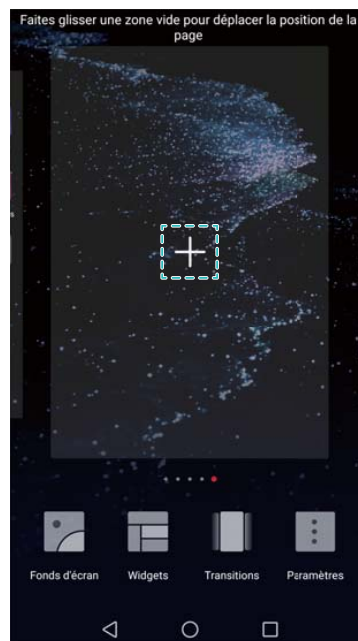 Faites glisser une zone vide pour déplacer la position de la
page
Fonds d'écran Widgets Transitions Paramètres